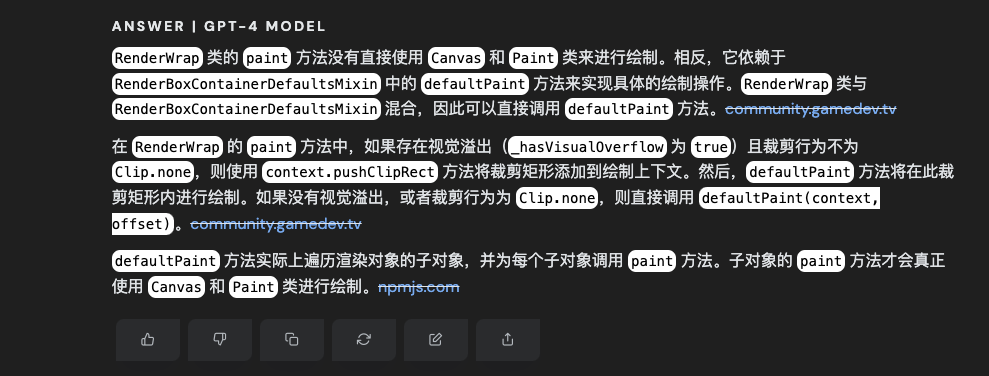 ANSWER | GPT-4 MODEL
RenderWrap 类的 paint 方法没有直接使用 Canvas 和 Paint 类来进行绘制。相反，它依赖于
RenderBoxContainerDefaultsMixin 中的 defaultPaint 方法来实现具体的绘制操作。RenderWrap 类与
RenderBoxContainerDefaultsMixin 混合，因此可以直接调用 defaultPaint 方法。community.gamedev.tv
在 RenderWrap 的 paint 方法中，如果存在视觉溢出（_hasVisualOverflow 为 true）且裁剪行为不为
Clip.none，则使用 context.pushClipRect 方法将裁剪矩形添加到绘制上下文。然后，defaultPaint 方法将在此裁
剪矩形内进行绘制。如果没有视觉溢出，或者裁剪行为为 Clip.none，则直接调用 defaultPaint(context,
offset)。community.gamedev.tv
defaultPaint 方法实际上遍历渲染对象的子对象，并为每个子对象调用 paint 方法。子对象的 paint 方法才会真正
使用 Canvas 和 Paint 类进行绘制。npmjs.com